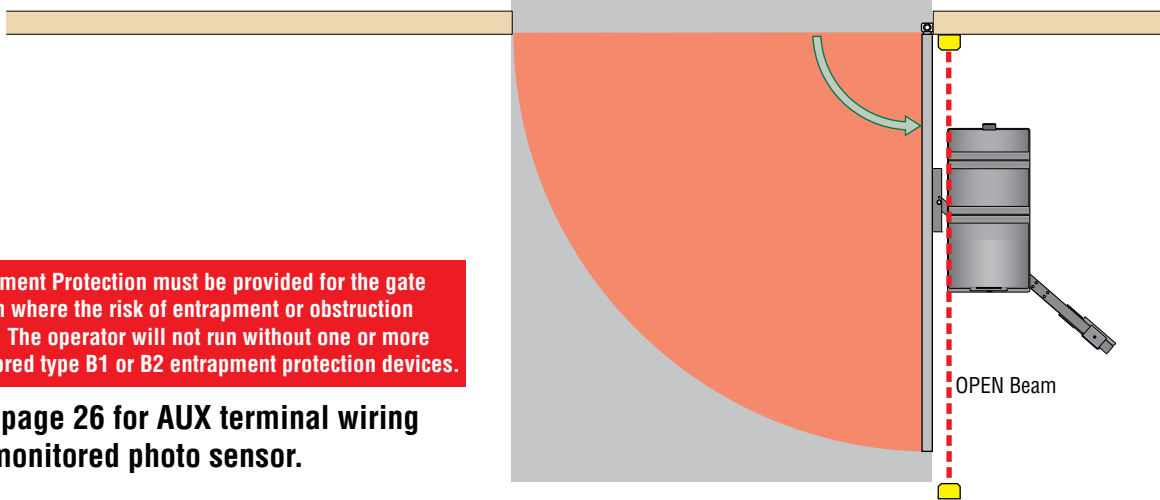 Protection must be provided for the gate
where the risk of entrapment or obstruction
The operator will not run without one or more
type B1 or B2 entrapment protection devices.
page 26 for AUX terminal wiring
monitored photo sensor.
OPEN Beam